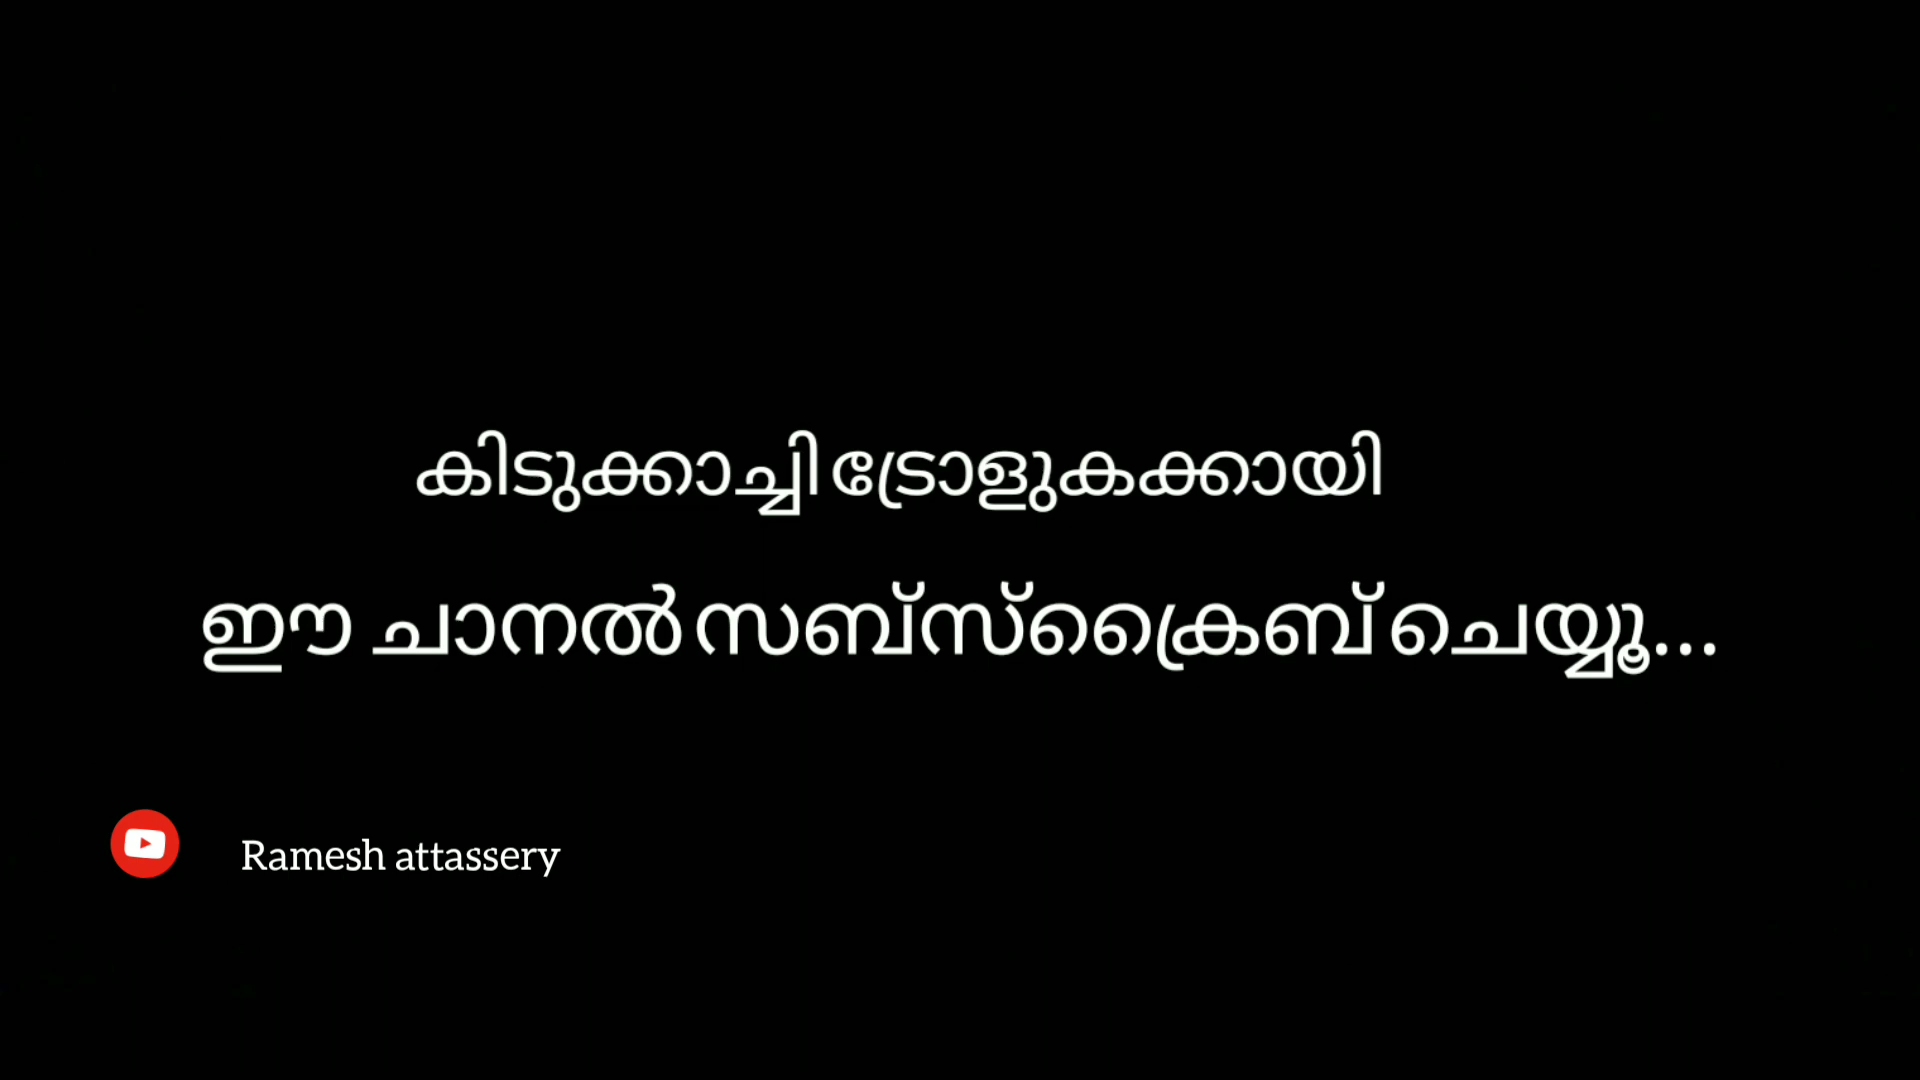 കിടുക്കാച്ചി ട്രോളുകക്കായി
ഈ ചാനൽ സബ്സ്ക്രൈബ് ചെയ്യൂ...
Ramesh attassery